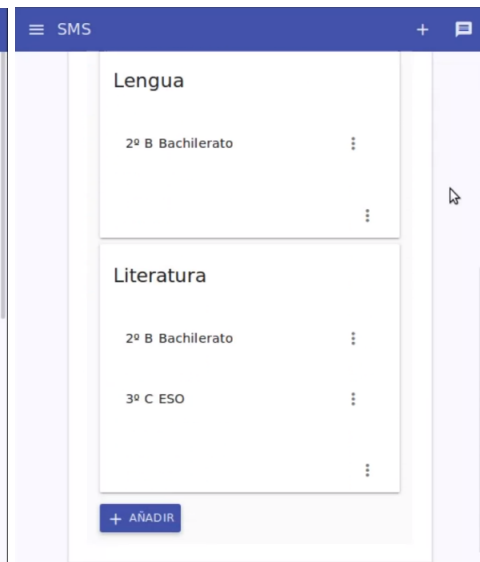 SMS
Lengua
2º B Bachilerato
Literatura
2º B Bachilerato
3º C ESO
+ AÑADIR